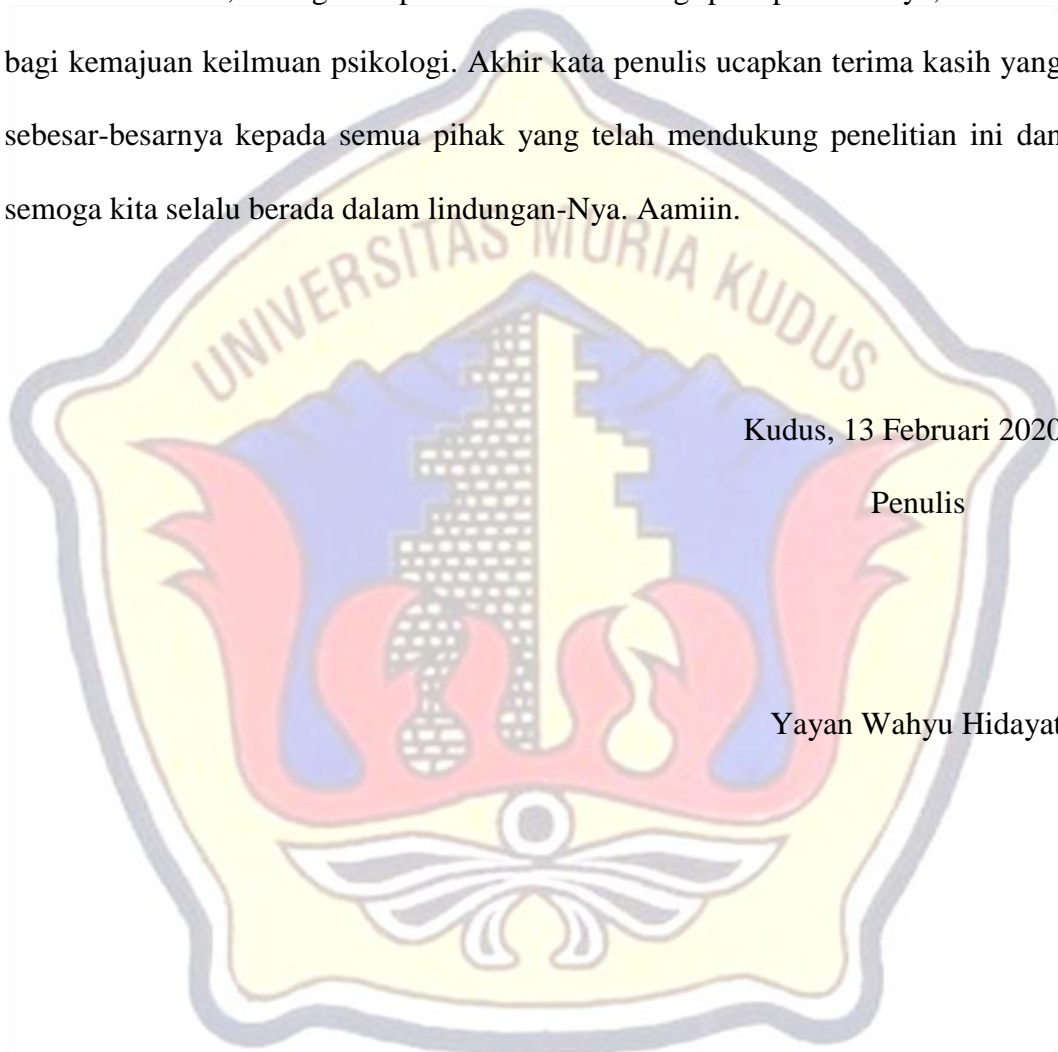 bagi kemajuan keilmuan psikologi. Akhir kata penulis ucapkan terima kasih yang
sebesar-besarnya kepada semua pihak yang telah mendukung penelitian ini dan
semoga kita selalu berada dalam lindungan-Nya. Aamiin.
UNIVERSITAS MURIA KUDUS
Kudus, 13 Februari 2020
Penulis
Yayan Wahyu Hidayat